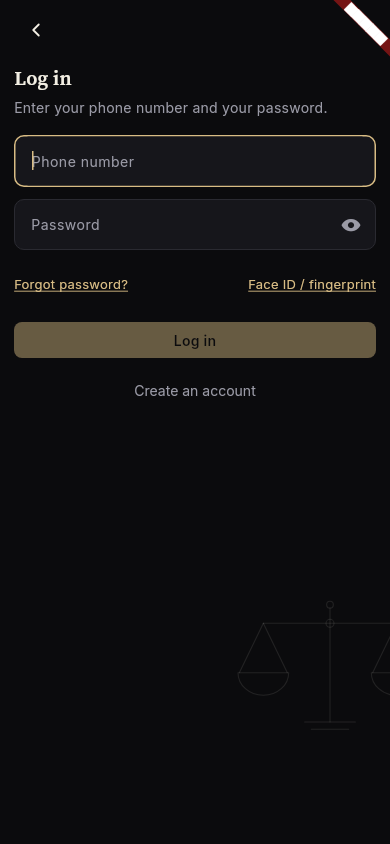 Log in
Enter your phone number and your password.
Phone number
Password
Forgot password? Face ID / fingerprint
Log in
Create an account